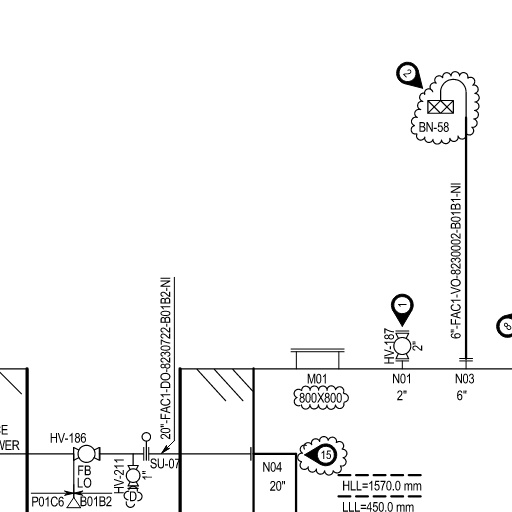 2
BN-58
6"-FAC1-VO-8230002-B01B1-NI
1
8
HV-187
2"
20"-FAC1-DO-8230722-B01B2-NI
M01
800X800
N01
2"
N03
6"
CE
WER
HV-186
FB
LO
HV-211
1"
CD
SU-07
P01C6
B01B2
N04
20"
15
HLL=1570.0 mm
LLL=450.0 mm